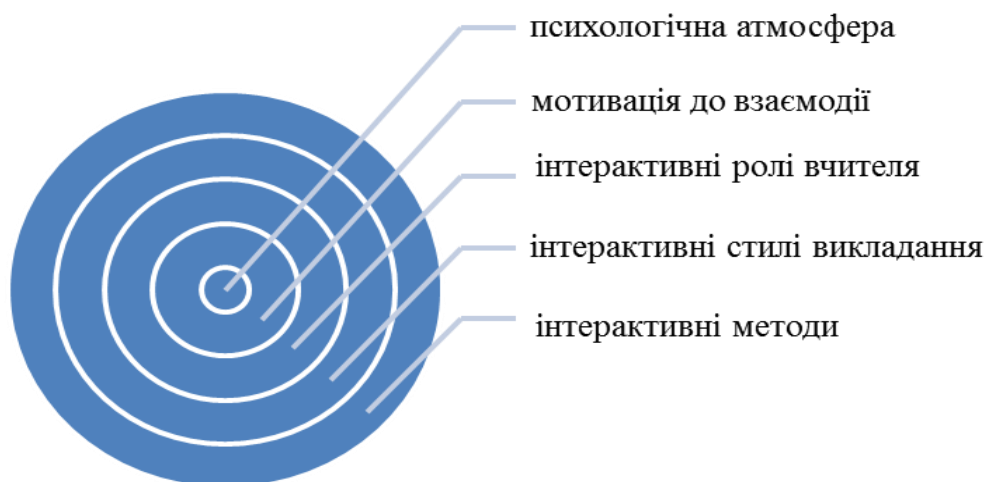 психологічна атмосфера
мотивація до взаємодії
інтерактивні ролі вчителя
інтерактивні стилі викладання
інтерактивні методи